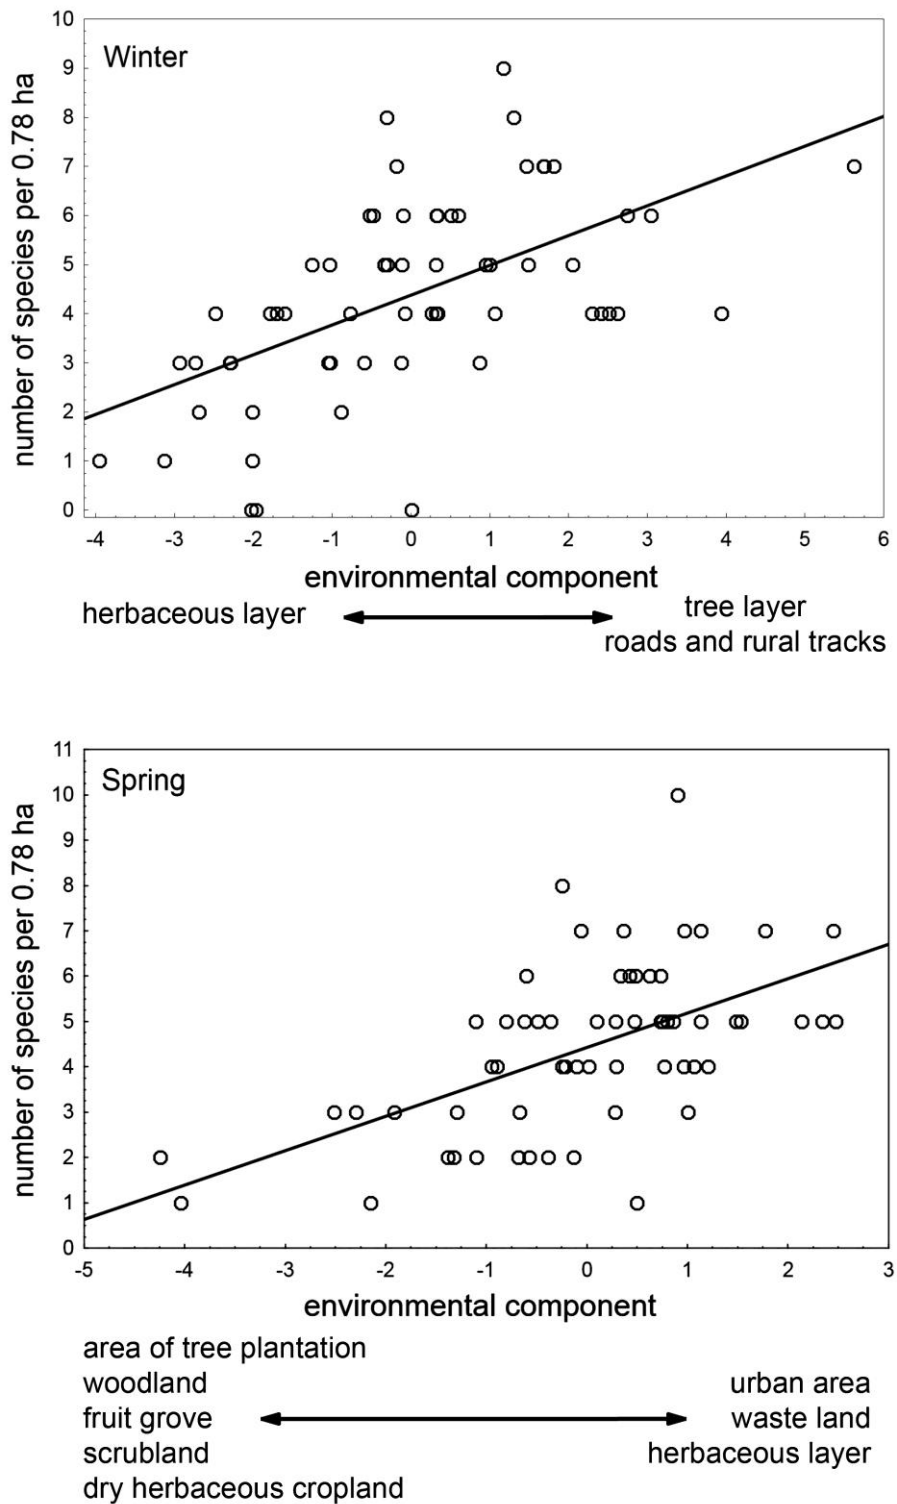 Winter
number of species per 0.78 ha
10
9
8
7
6
5
4
3
2
1
0
-4 -3 -2 -1 0 1 2 3 4 5 6
environmental component
herbaceous layer
tree layer
roads and rural tracks
Spring
number of species per 0.78 ha
11
10
9
8
7
6
5
4
3
2
1
0
-5 -4 -3 -2 -1 0 1 2 3
environmental component
area of tree plantation
woodland urban area
fruit grove waste land
scrubland herbaceous layer
dry herbaceous cropland